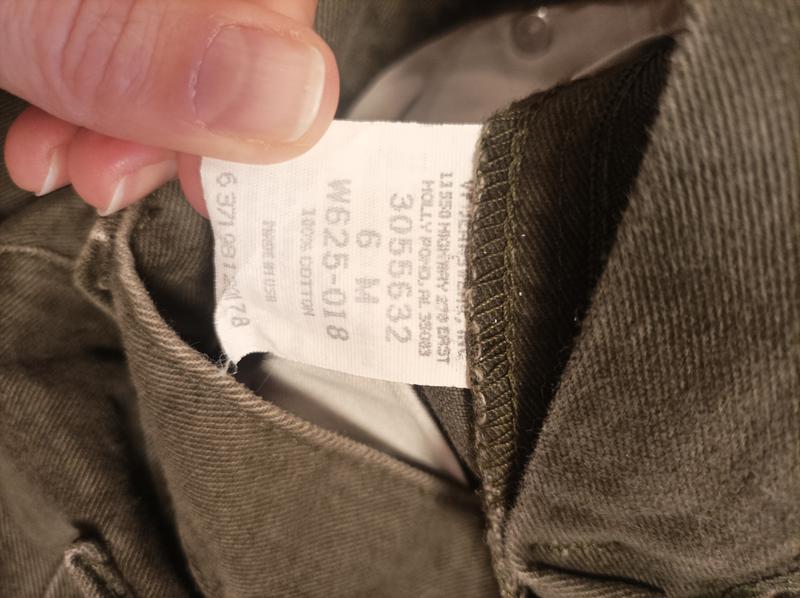 11550 HIGHWAY 278 EAST
HOLLY POND, AL 35083
3055632
6 M
W625-018
100% COTTON
MADE IN USA